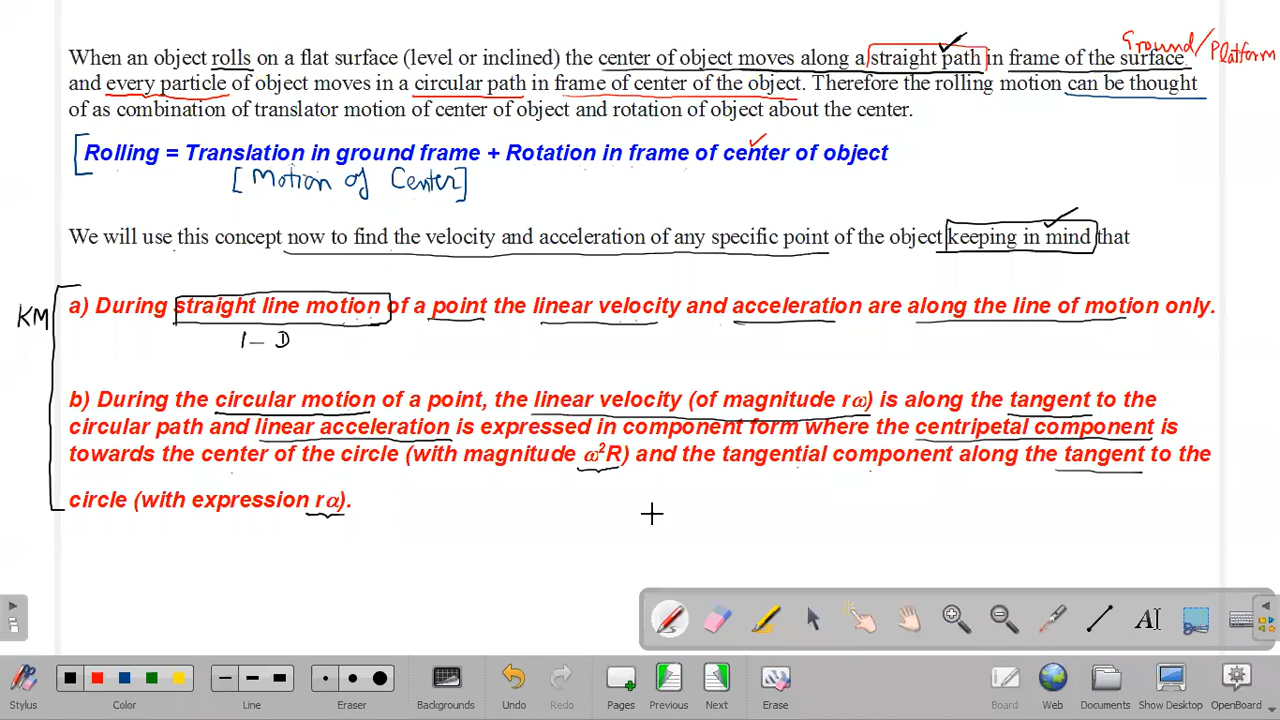 Ground/Platform
When an object rolls on a flat surface (level or inclined) the center of object moves along a straight path in frame of the surface
and every particle of object moves in a circular path in frame of center of the object. Therefore the rolling motion can be thought
of as combination of translator motion of center of object and rotation of object about the center.
Rolling = Translation in ground frame + Rotation in frame of center of object
[Motion of Center]
We will use this concept now to find the velocity and acceleration of any specific point of the object keeping in mind that
KM
a) During straight line motion of a point the linear velocity and acceleration are along the line of motion only.
1-D
b) During the circular motion of a point, the linear velocity (of magnitude rω) is along the tangent to the
circular path and linear acceleration is expressed in component form where the centripetal component is
towards the center of the circle (with magnitude ω²R) and the tangential component along the tangent to the
circle (with expression rα).
Stylus
Color
Line
Eraser
Backgrounds
Undo
Redo
Pages
Previous
Next
Erase
Board
Web
Documents
Show Desktop
OpenBoard